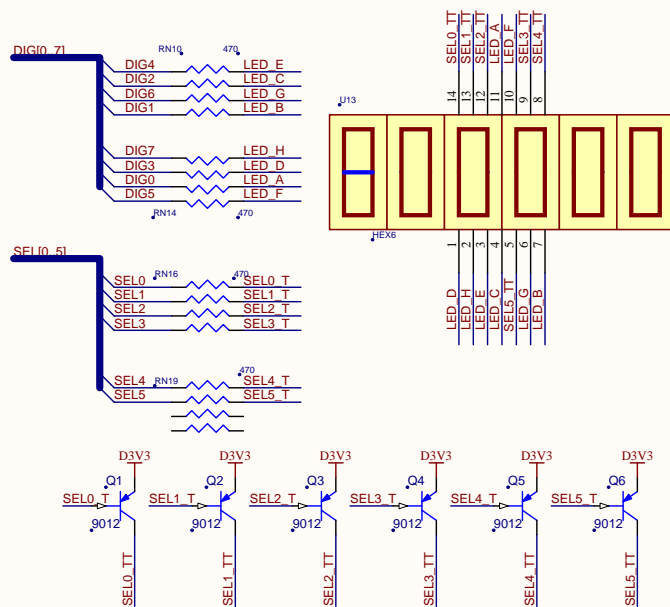 DIG[0..7]
RN10 470
DIG4 LED_E
DIG2 LED_C
DIG6 LED_G
DIG1 LED_B
DIG7 LED_H
DIG3 LED_D
DIG0 LED_A
DIG5 LED_F
RN14 470
SEL[0..5]
RN16 470
SEL0 SEL0_T
SEL1 SEL1_T
SEL2 SEL2_T
SEL3 SEL3_T
470
SEL4 RN19 SEL4_T
SEL5 SEL5_T
SEL0_TT SEL1_TT SEL2_TT LED_A LED_F SEL3_TT SEL4_TT
14 13 12 11 10 9 8
U13
HEX6
1 2 3 4 5 6 7
LED_D LED_H LED_E LED_C SEL5_TT LED_G LED_B
D3V3 D3V3 D3V3 D3V3 D3V3 D3V3
Q1 Q2 Q3 Q4 Q5 Q6
SEL0_T SEL1_T SEL2_T SEL3_T SEL4_T SEL5_T
9012 9012 9012 9012 9012 9012
SEL0_TT SEL1_TT SEL2_TT SEL3_TT SEL4_TT SEL5_TT